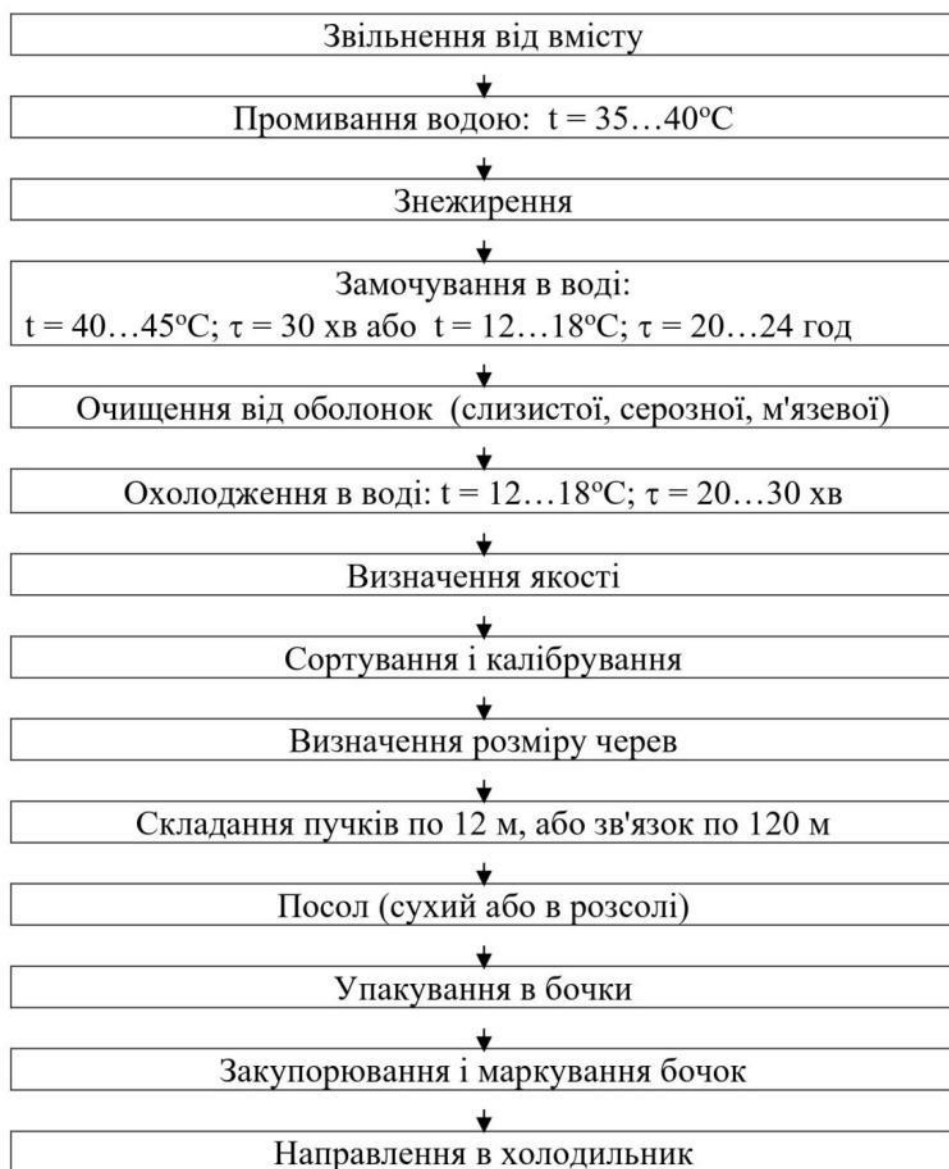 Звільнення від вмісту
Промивання водою: t = 35…40°С
Знежирення
Замочування в воді:
t = 40…45°С; τ = 30 хв або t = 12…18°С; τ = 20…24 год
Очищення від оболонок (слизистої, серозної, м'язевої)
Охолодження в воді: t = 12…18°С; τ = 20…30 хв
Визначення якості
Сортування і калібрування
Визначення розміру черев
Складання пучків по 12 м, або зв'язок по 120 м
Посол (сухий або в розсолі)
Упакування в бочки
Закупорювання і маркування бочок
Направлення в холодильник